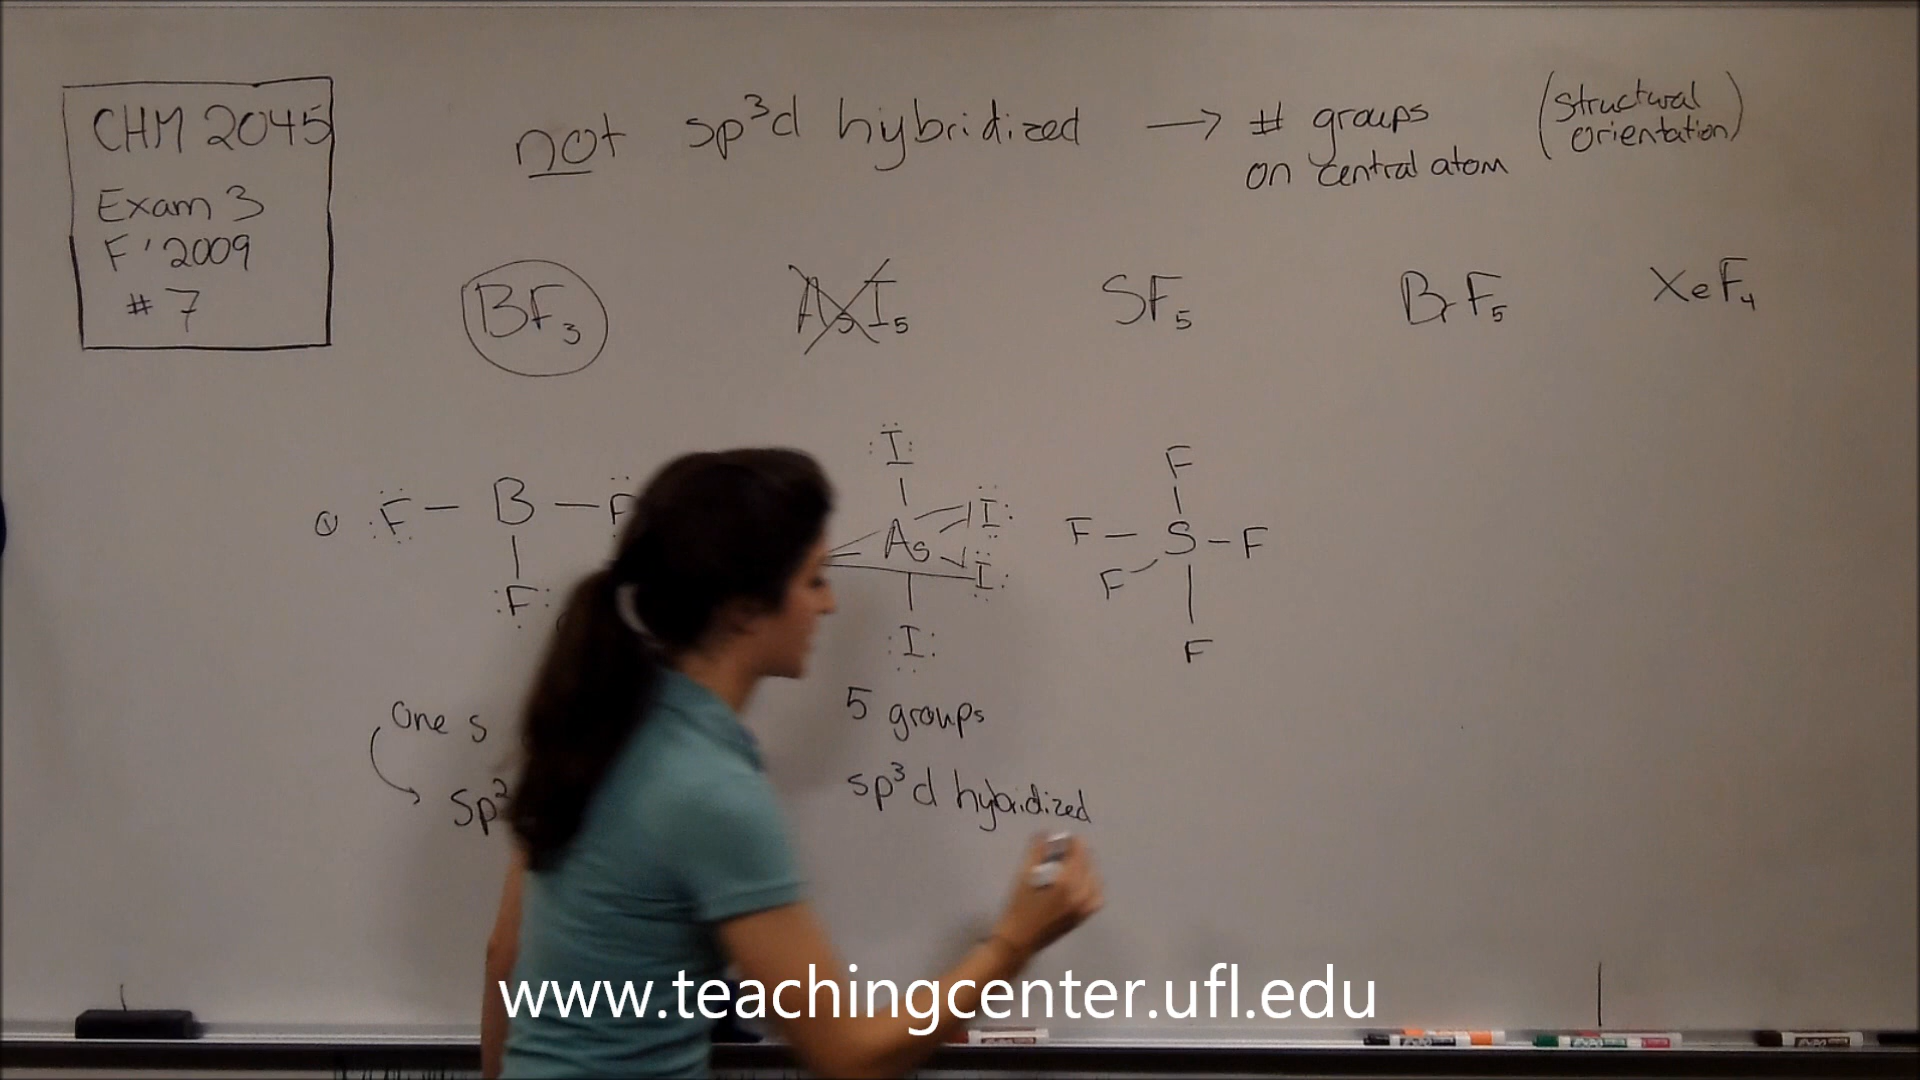 CHM 2045
Exam 3
F '2009
# 7
not sp³d hybridized → # groups
on central atom
(structural
orientation)
BF₃ AsI₅ SF₅ BrF₅ XeF₄
I
F – B – F
As
I
I
F
F – S – F
F
F
F
I
5 groups
sp³d hybridized
one s
sp²
www.teachingcenter.ufl.edu